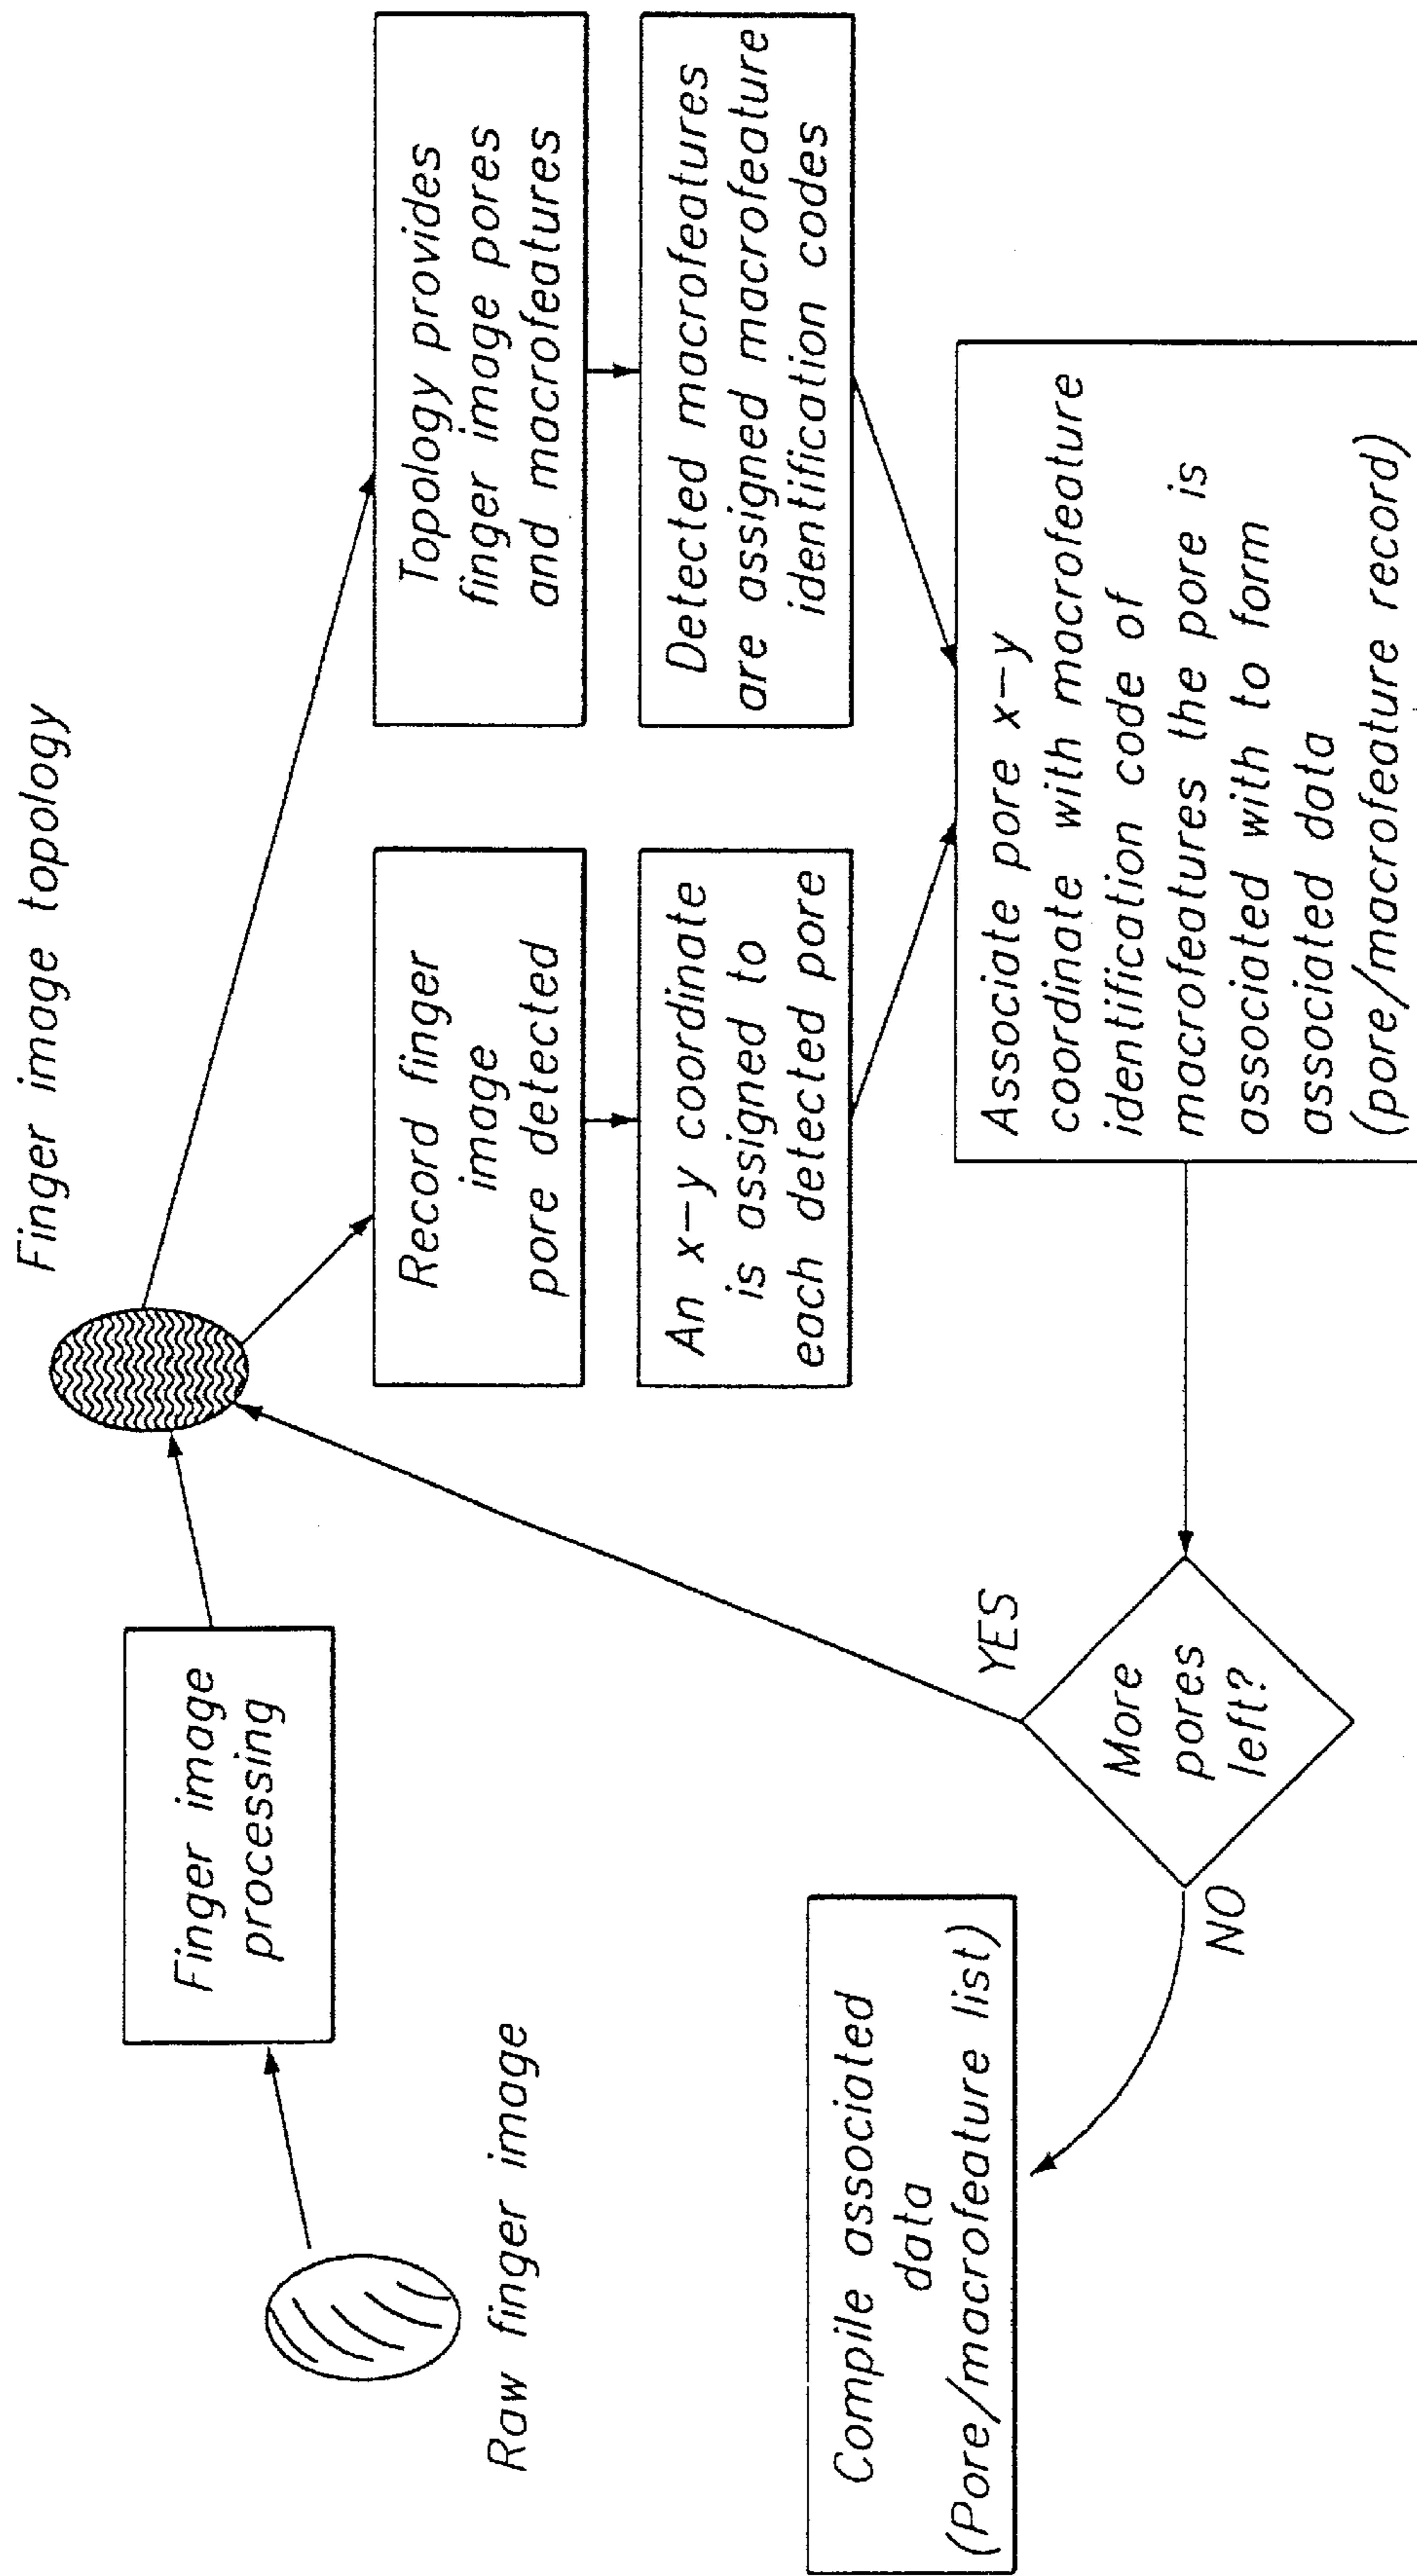 Raw finger image
Finger image
processing
Finger image topology
Record finger
image
pore detected
An x-y coordinate
is assigned to
each detected pore
Topology provides
finger image pores
and macrofeatures
Detected macrofeatures
are assigned macrofeature
identification codes
Associate pore x-y
coordinate with macrofeature
identification code of
macrofeatures the pore is
associated with to form
associated data
(pore/macrofeature record)
More
pores
left?
YES
NO
Compile associated
data
(Pore/macrofeature list)